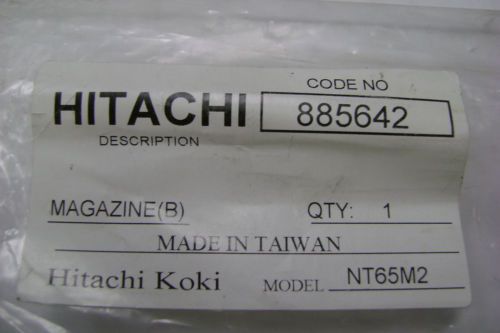 CODE NO
HITACHI 885642
DESCRIPTION
MAGAZINE(B) QTY: 1
MADE IN TAIWAN
Hitachi Koki MODEL NT65M2